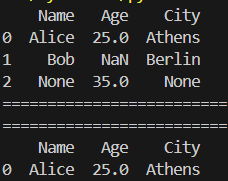 Name   Age    City
0  Alice  25.0  Athens
1    Bob   NaN  Berlin
2   None  35.0    None
=========================
=========================
    Name   Age    City
0  Alice  25.0  Athens